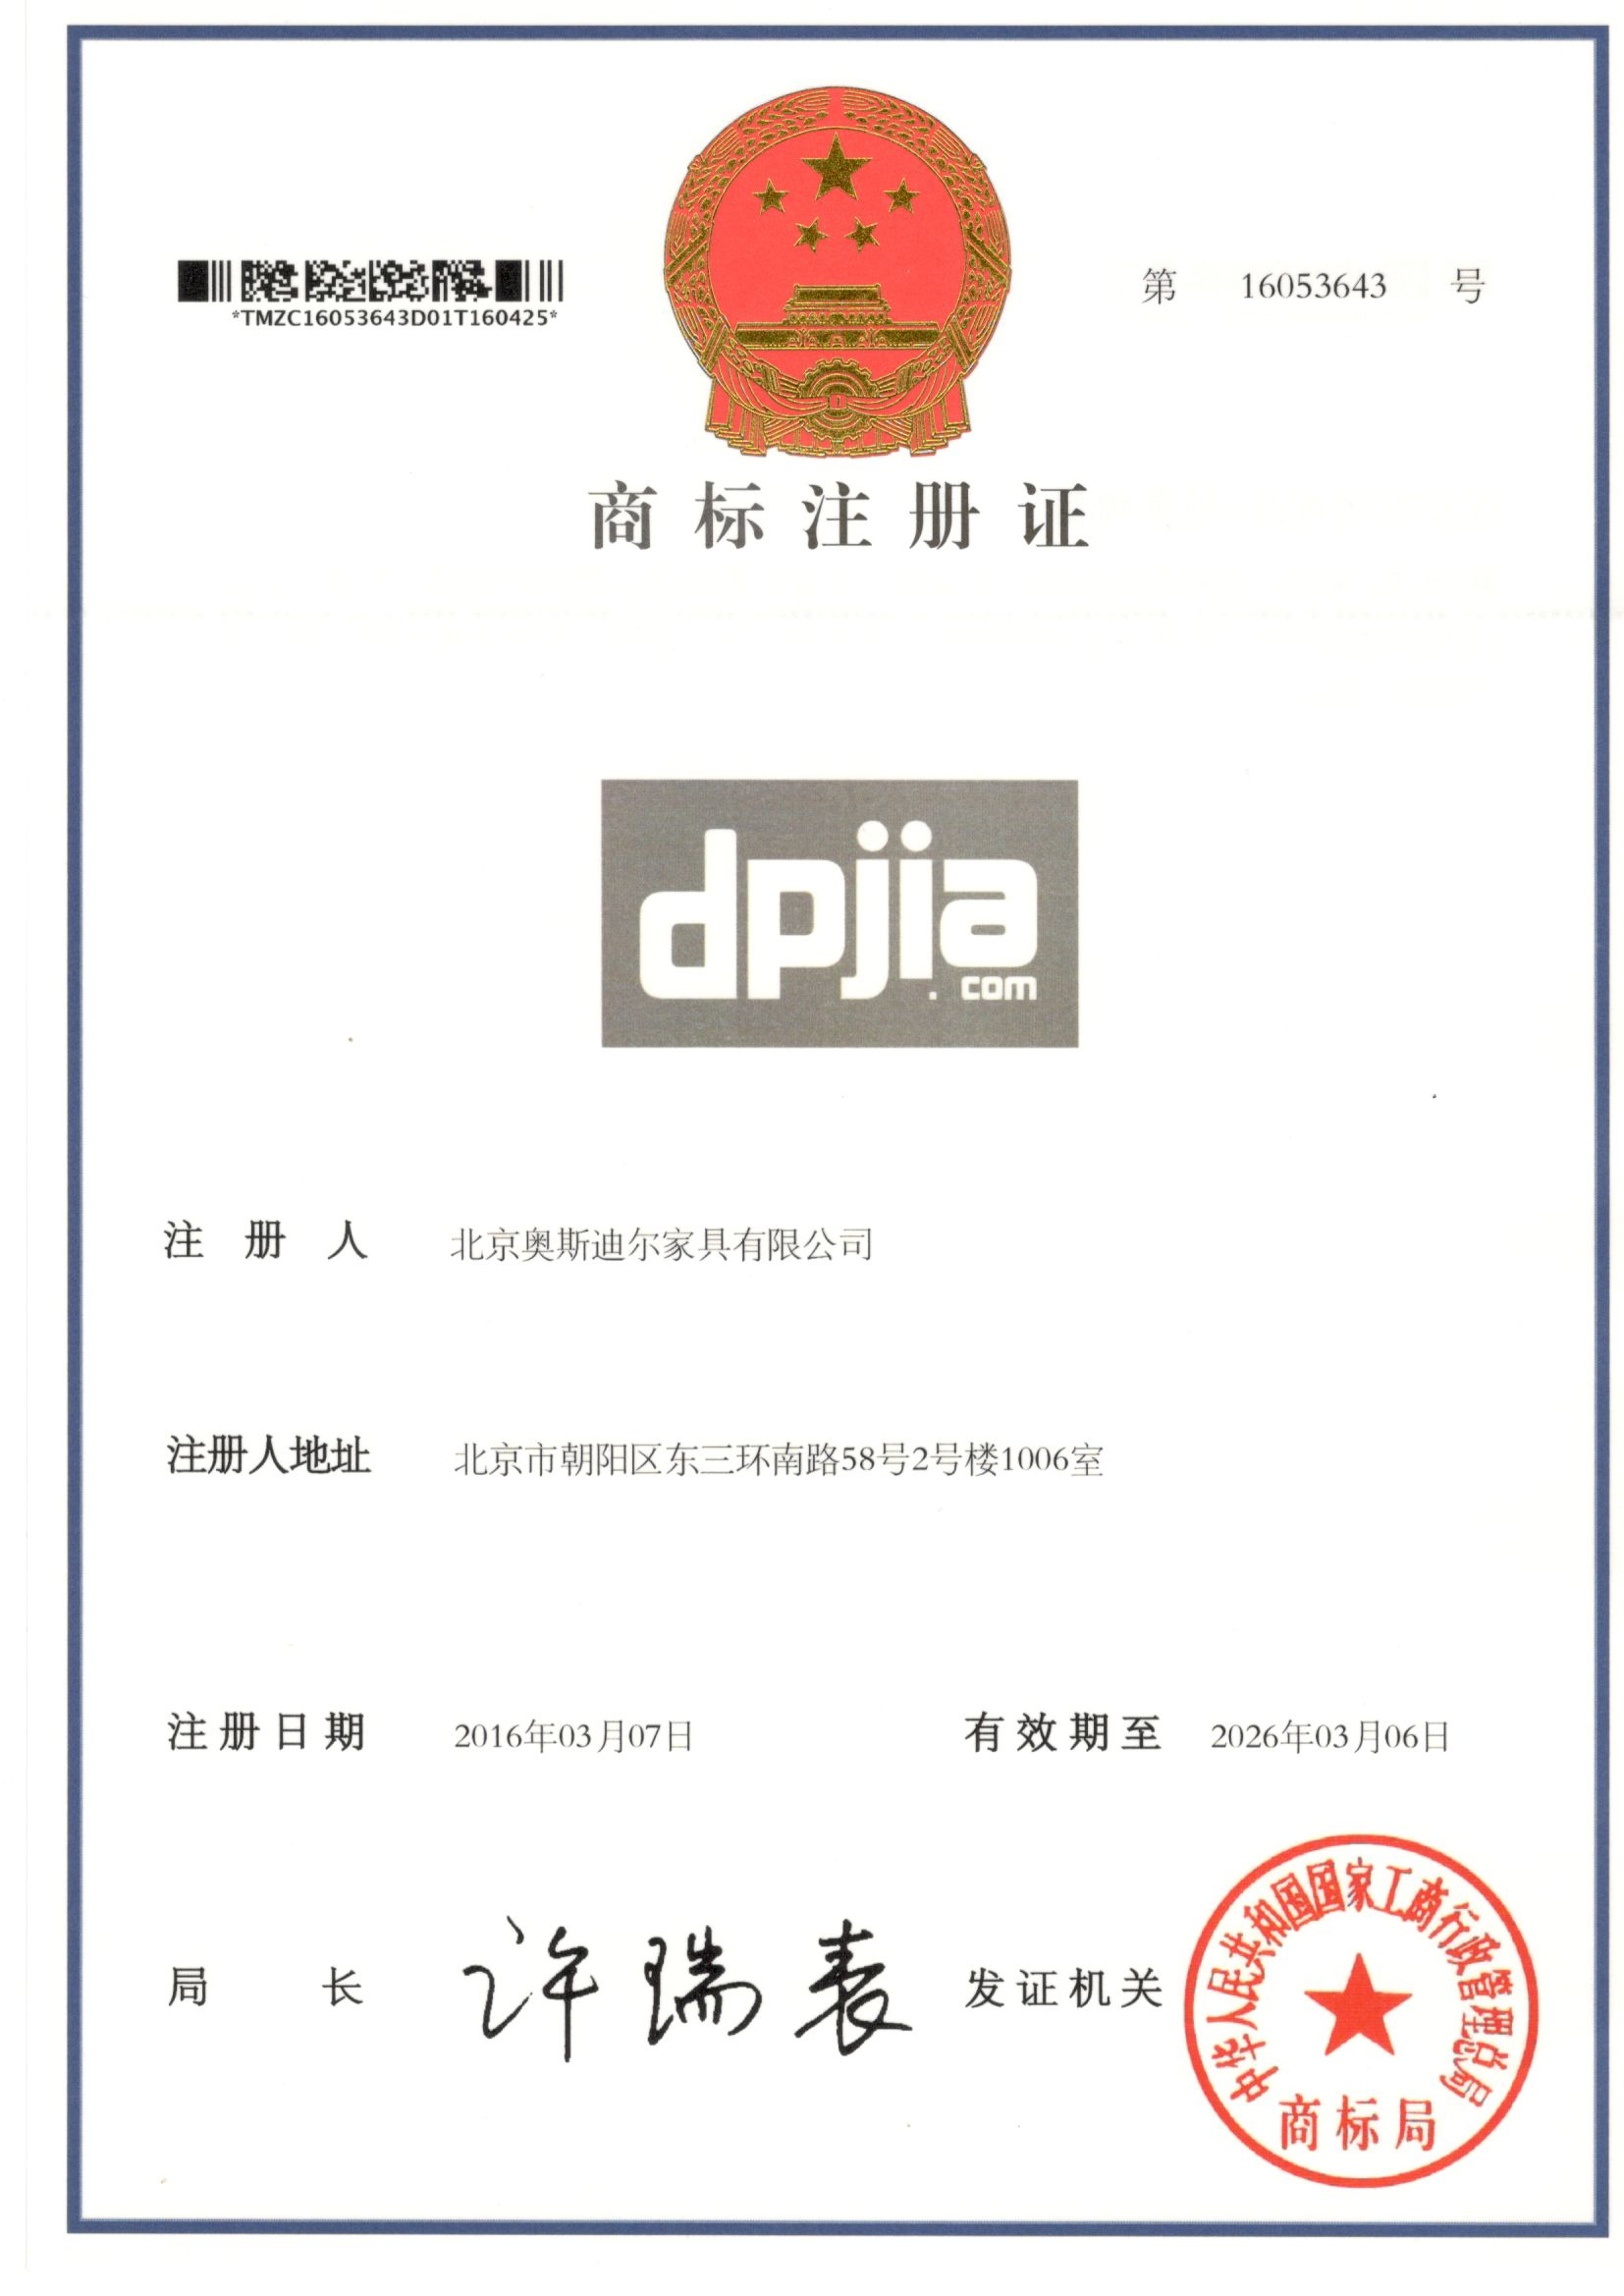 *TMZC16053643D01T160425*
第 16053643 号
商标注册证
dpjia
.com
注册人 北京奥斯迪尔家具有限公司
注册人地址 北京市朝阳区东三环南路58号2号楼1006室
注册日期 2016年03月07日 有效期至 2026年03月06日
局长 许瑞表 发证机关
中华人民共和国国家工商行政管理总局
商标局